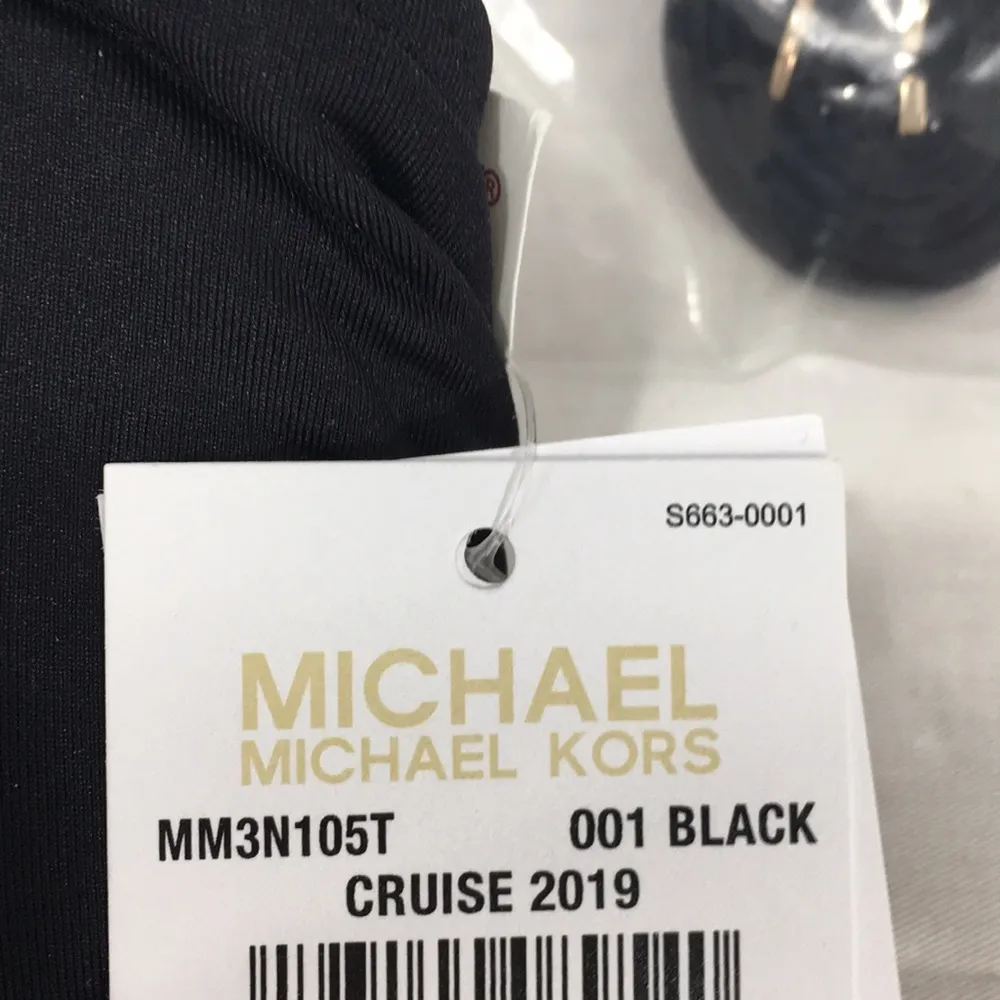 ®
S663-0001
MICHAEL
MICHAEL KORS
MM3N105T 001 BLACK
CRUISE 2019